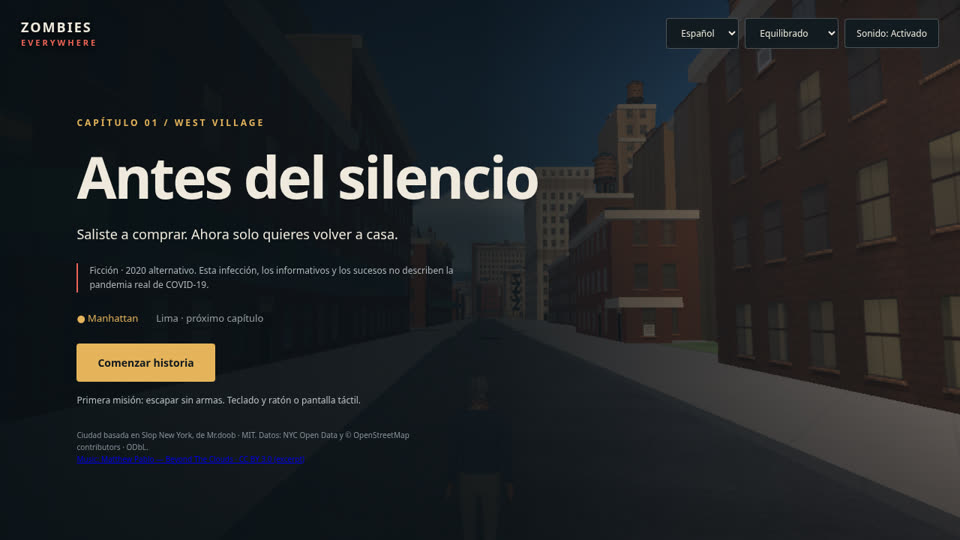 ZOMBIES
EVERYWHERE
Español
Equilibrado
Sonido: Activado
CAPÍTULO 01 / WEST VILLAGE
Antes del silencio
Saliste a comprar. Ahora solo quieres volver a casa.
Ficción · 2020 alternativo. Esta infección, los informativos y los sucesos no describen la
pandemia real de COVID-19.
Manhattan
Lima · próximo capítulo
Comenzar historia
Primera misión: escapar sin armas. Teclado y ratón o pantalla táctil.
Ciudad basada en Slop New York, de Mr.doob · MIT. Datos: NYC Open Data y © OpenStreetMap
contributors · ODbL.